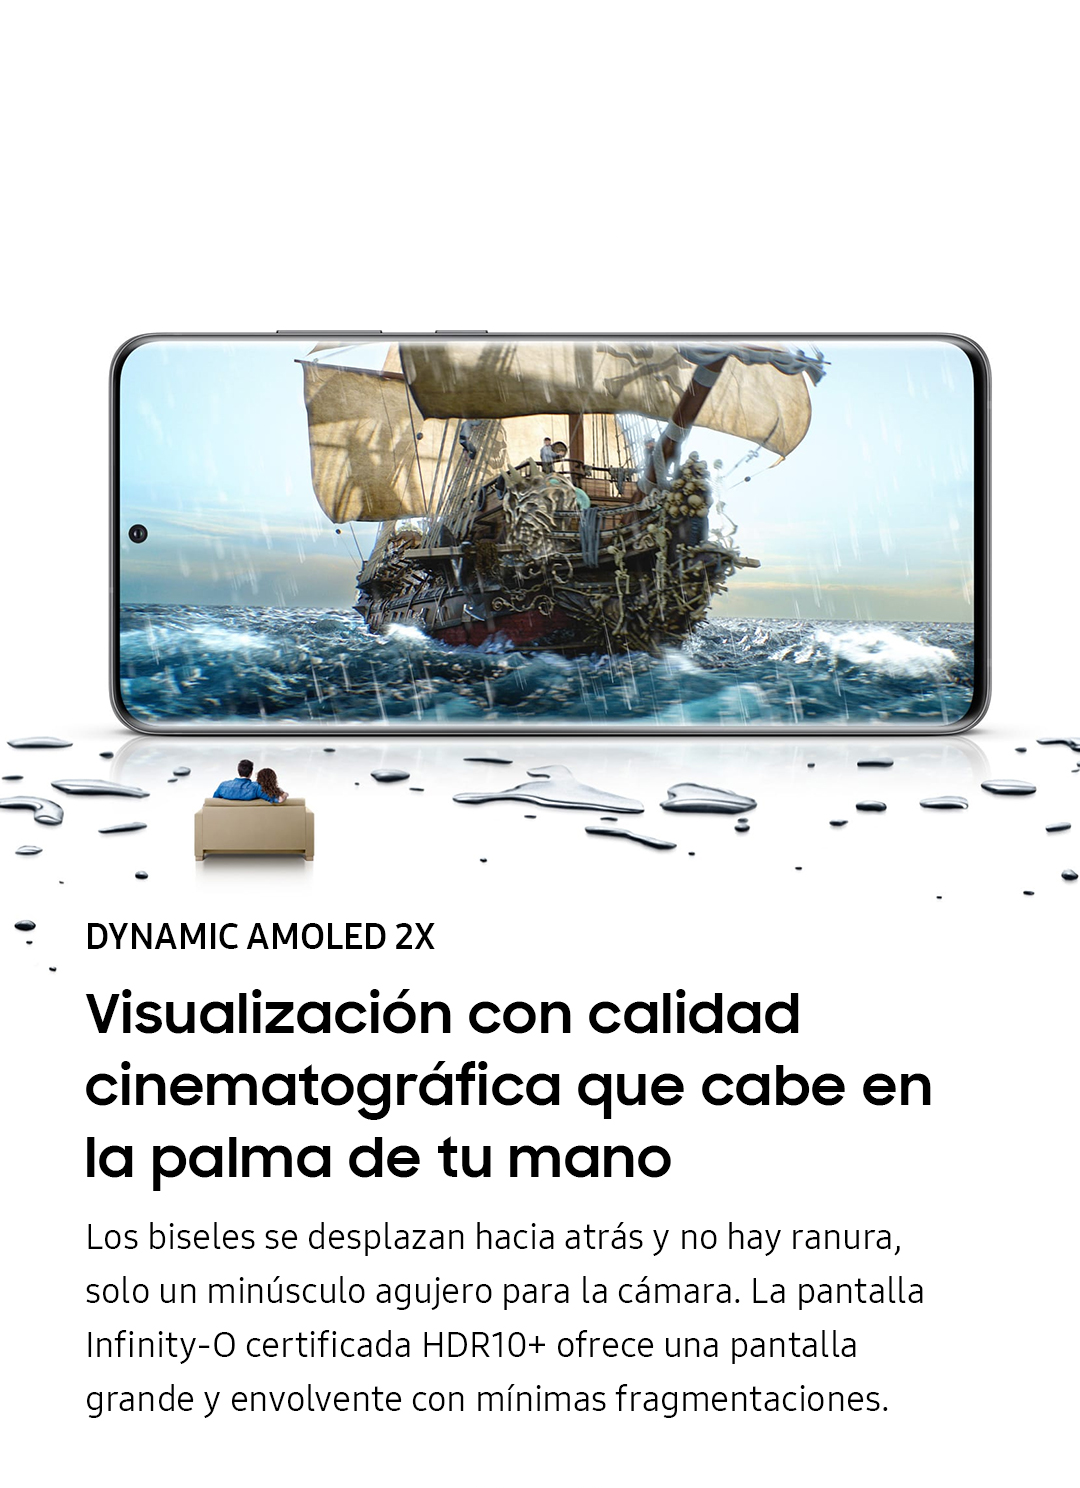 DYNAMIC AMOLED 2X
Visualización con calidad
cinematográfica que cabe en
la palma de tu mano
Los biseles se desplazan hacia atrás y no hay ranura,
solo un minúsculo agujero para la cámara. La pantalla
Infinity-O certificada HDR10+ ofrece una pantalla
grande y envolvente con mínimas fragmentaciones.